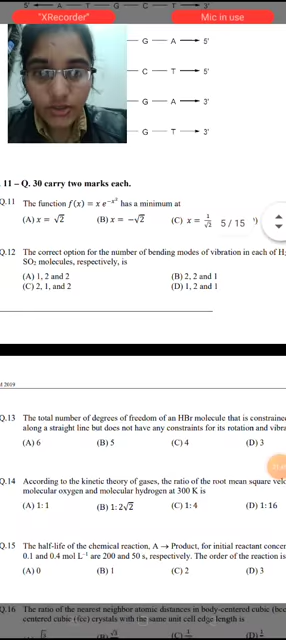 5' A T G C T 3'
"XRecorder"
Mic in use
G A 5'
C T 5'
G A 3'
G T 3'
11 – Q. 30 carry two marks each.
Q.11 The function f(x) = x e^{-x²} has a minimum at
(A) x = √2 (B) x = −√2 (C) x = 1/√2 5 / 15
Q.12 The correct option for the number of bending modes of vibration in each of H
SO₂ molecules, respectively, is
(A) 1, 2 and 2 (B) 2, 2 and 1
(C) 2, 1, and 2 (D) 1, 2 and 1
2019
Q.13 The total number of degrees of freedom of an HBr molecule that is constraine
along a straight line but does not have any constraints for its rotation and vibra
(A) 6 (B) 5 (C) 4 (D) 3
Q.14 According to the kinetic theory of gases, the ratio of the root mean square velo
molecular oxygen and molecular hydrogen at 300 K is
(A) 1: 1 (B) 1: 2√2 (C) 1: 4 (D) 1: 16
Q.15 The half-life of the chemical reaction, A → Product, for initial reactant concer
0.1 and 0.4 mol L⁻¹ are 200 and 50 s, respectively. The order of the reaction is
(A) 0 (B) 1 (C) 2 (D) 3
Q.16 The ratio of the nearest neighbor atomic distances in body-centered cubic (bcc
centered cubic (fcc) crystals with the same unit cell edge length is